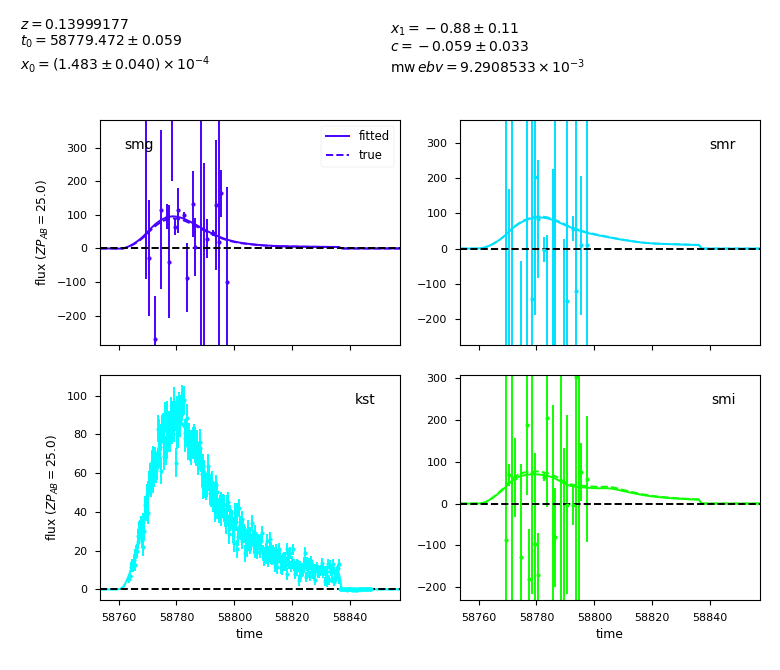 z = 0.13999177
t₀ = 58779.472 ± 0.059
x₀ = (1.483 ± 0.040) × 10⁻⁴
x₁ = −0.88 ± 0.11
c = −0.059 ± 0.033
mw ebv = 9.2908533 × 10⁻³
smg
fitted
true
300
200
100
0
−100
−200
flux (ZP_AB = 25.0)
smr
300
200
100
0
−100
−200
kst
100
80
60
40
20
0
flux (ZP_AB = 25.0)
58760 58780 58800 58820 58840
time
smi
300
200
100
0
−100
−200
58760 58780 58800 58820 58840
time